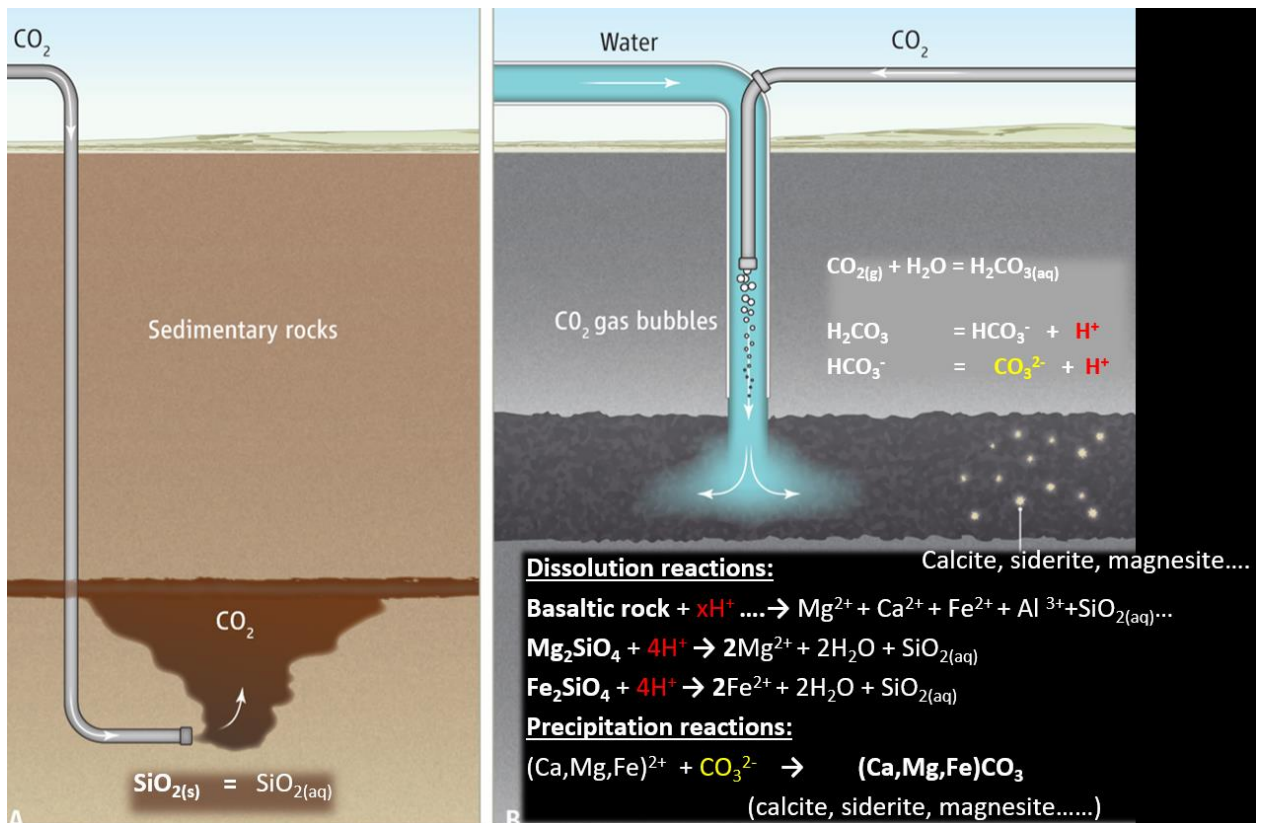 CO₂
Sedimentary rocks
CO₂
SiO₂₍ₛ₎ = SiO₂₍ₐq₎
A
Water
CO₂
CO₂ gas bubbles
CO₂₍g₎ + H₂O = H₂CO₃₍ₐq₎
H₂CO₃ = HCO₃⁻ + H⁺
HCO₃⁻ = CO₃²⁻ + H⁺
Calcite, siderite, magnesite....
Dissolution reactions:
Basaltic rock + xH⁺ ....→ Mg²⁺ + Ca²⁺ + Fe²⁺ + Al ³⁺+SiO₂₍ₐq₎...
Mg₂SiO₄ + 4H⁺ → 2Mg²⁺ + 2H₂O + SiO₂₍ₐq₎
Fe₂SiO₄ + 4H⁺ → 2Fe²⁺ + 2H₂O + SiO₂₍ₐq₎
Precipitation reactions:
(Ca,Mg,Fe)²⁺ + CO₃²⁻ → (Ca,Mg,Fe)CO₃
(calcite, siderite, magnesite......)
B